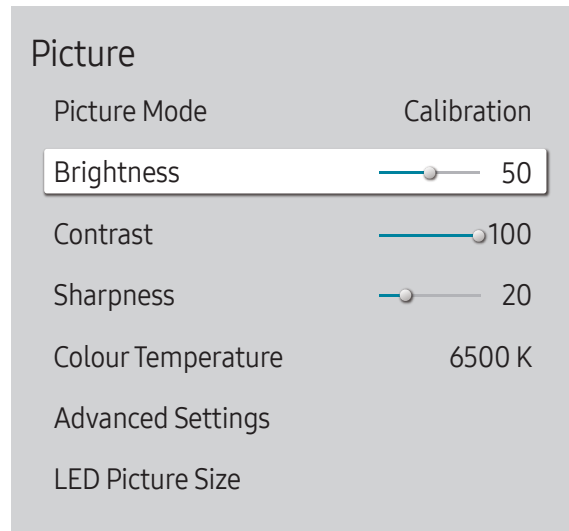 Picture
Picture Mode Calibration
Brightness 50
Contrast 100
Sharpness 20
Colour Temperature 6500 K
Advanced Settings
LED Picture Size